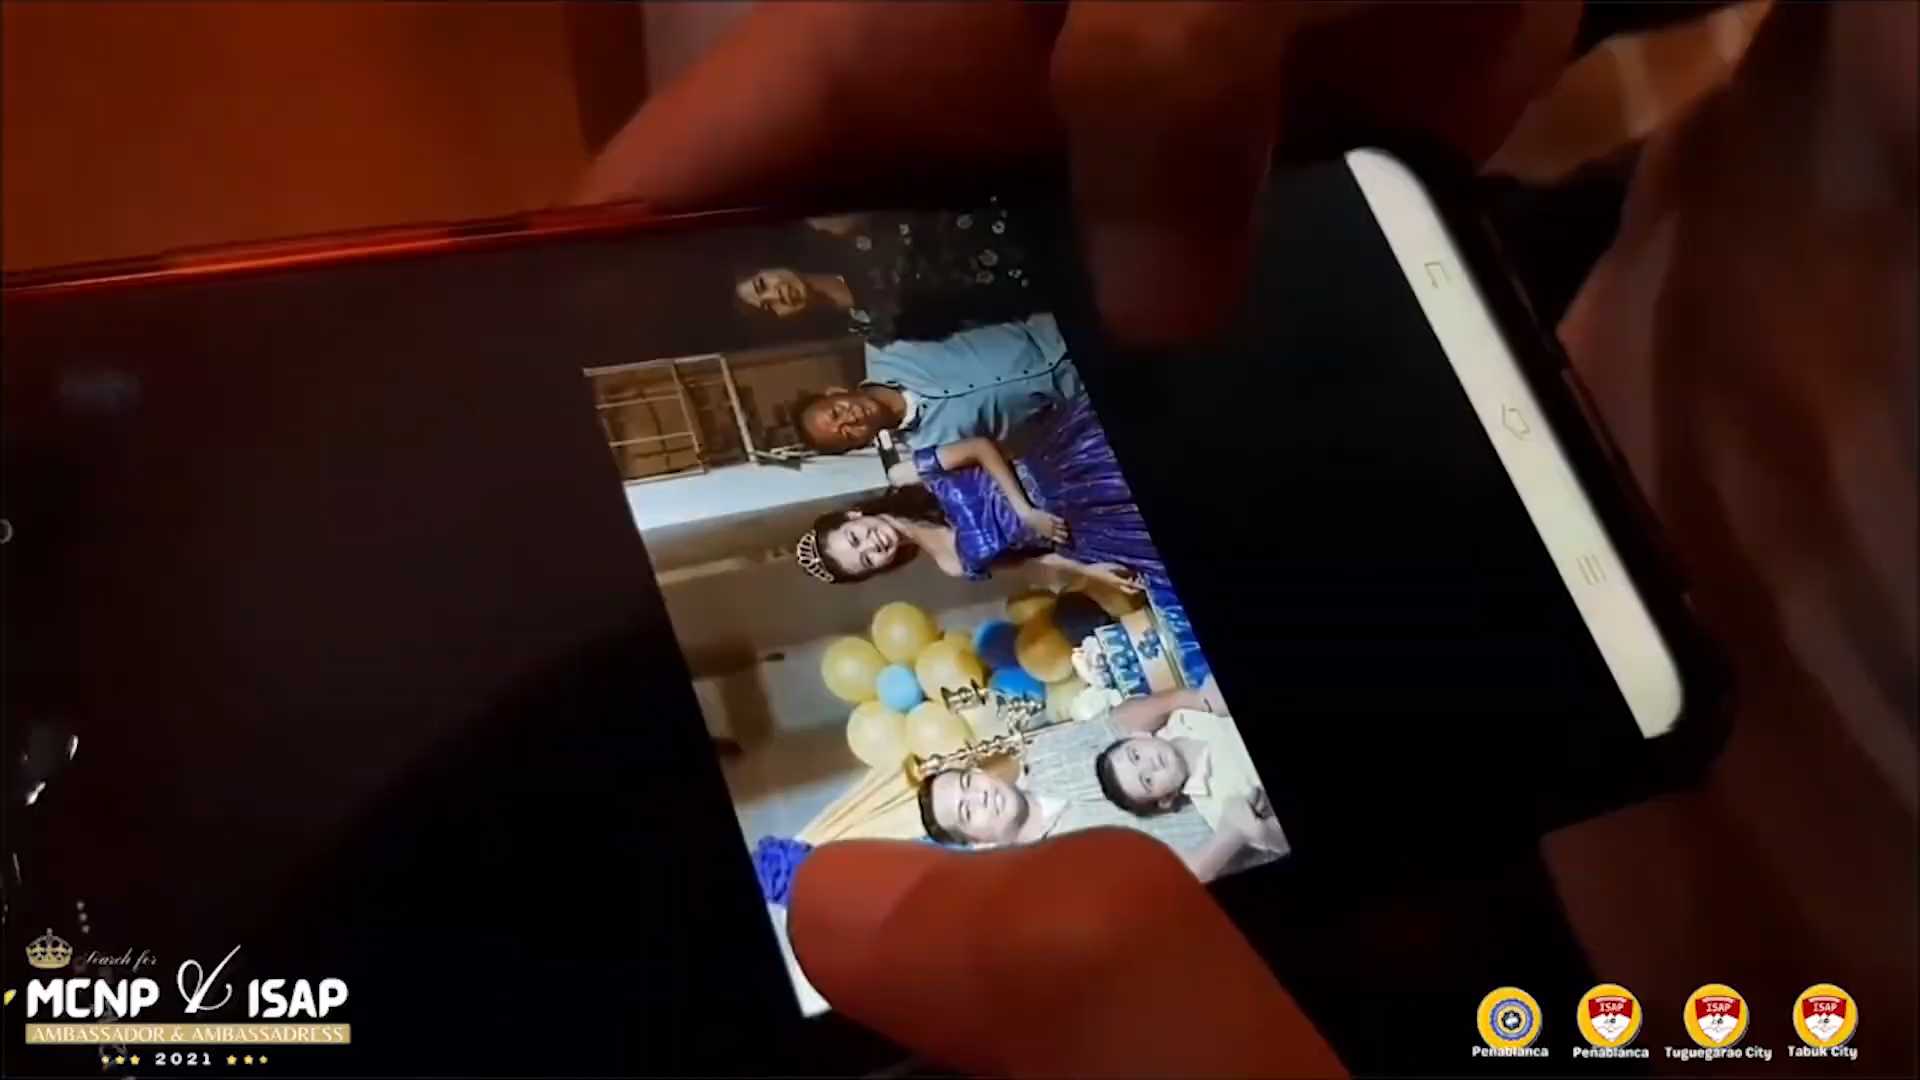 Search for
MCNP & ISAP
AMBASSADOR & AMBASSADRESS
2021
ISAP
ISAP
ISAP
Peñablanca
Peñablanca
Tuguegarao City
Tabuk City